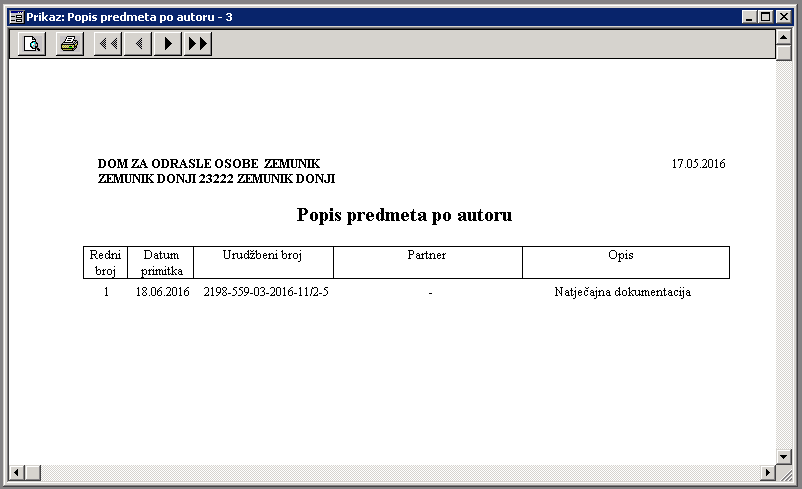 Prikaz: Popis predmeta po autoru - 3
DOM ZA ODRASLE OSOBE ZEMUNIK 17.05.2016
ZEMUNIK DONJI 23222 ZEMUNIK DONJI
Popis predmeta po autoru
Redni broj Datum primitka Urudžbeni broj Partner Opis
1 18.06.2016 2198-559-03-2016-11/2-5 - Natječajna dokumentacija